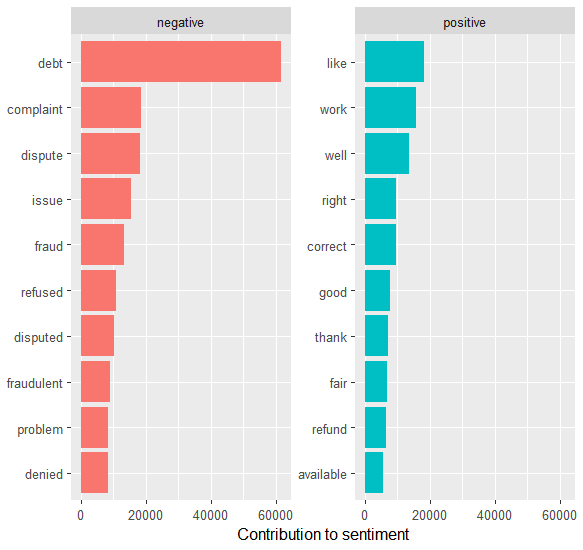 negative
debt
complaint
dispute
issue
fraud
refused
disputed
fraudulent
problem
denied
0 20000 40000 60000
positive
like
work
well
right
correct
good
thank
fair
refund
available
0 20000 40000 60000
Contribution to sentiment